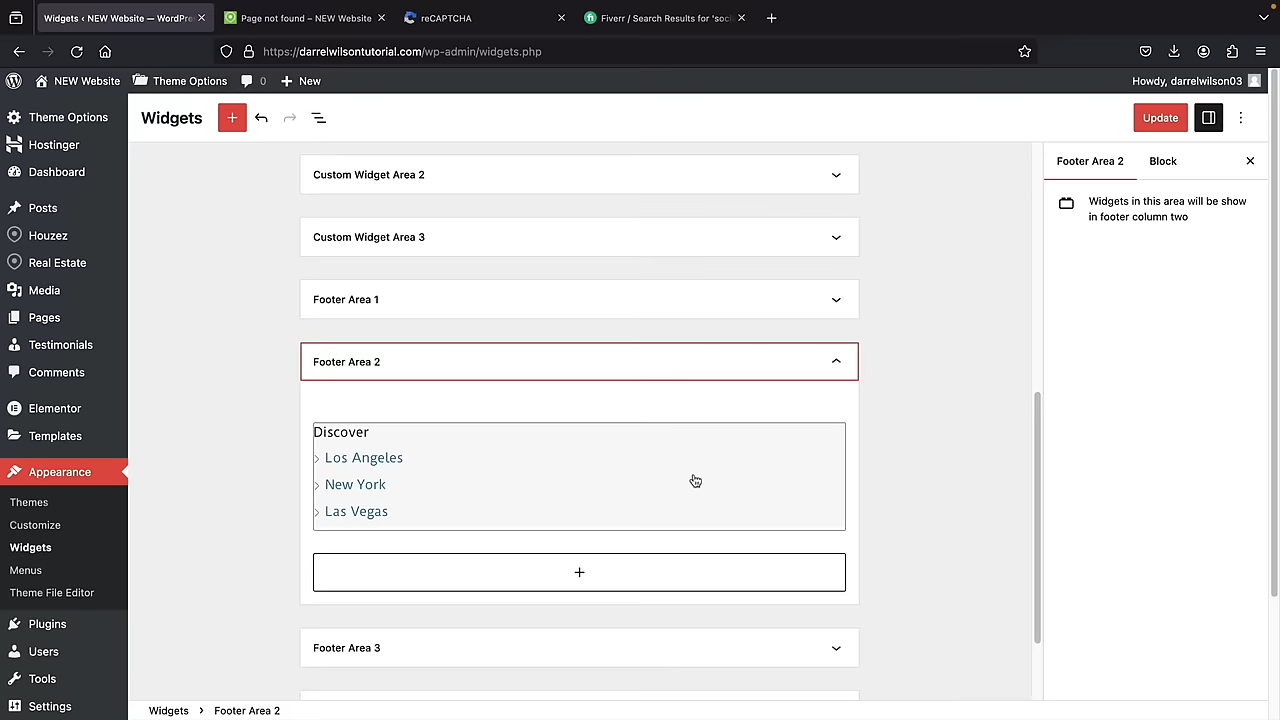 Widgets ‹ NEW Website — WordPre
Page not found – NEW Website
reCAPTCHA
Fiverr / Search Results for 'soci
https://darrelwilsontutorial.com/wp-admin/widgets.php
NEW Website
Theme Options
0
New
Howdy, darrelwilson03
Theme Options
Hostinger
Dashboard
Posts
Houzez
Real Estate
Media
Pages
Testimonials
Comments
Elementor
Templates
Appearance
Themes
Customize
Widgets
Menus
Theme File Editor
Plugins
Users
Tools
Settings
Widgets
Update
Custom Widget Area 2
Custom Widget Area 3
Footer Area 1
Footer Area 2
Discover
Los Angeles
New York
Las Vegas
Footer Area 3
Footer Area 2
Block
Widgets in this area will be show
in footer column two
Widgets › Footer Area 2